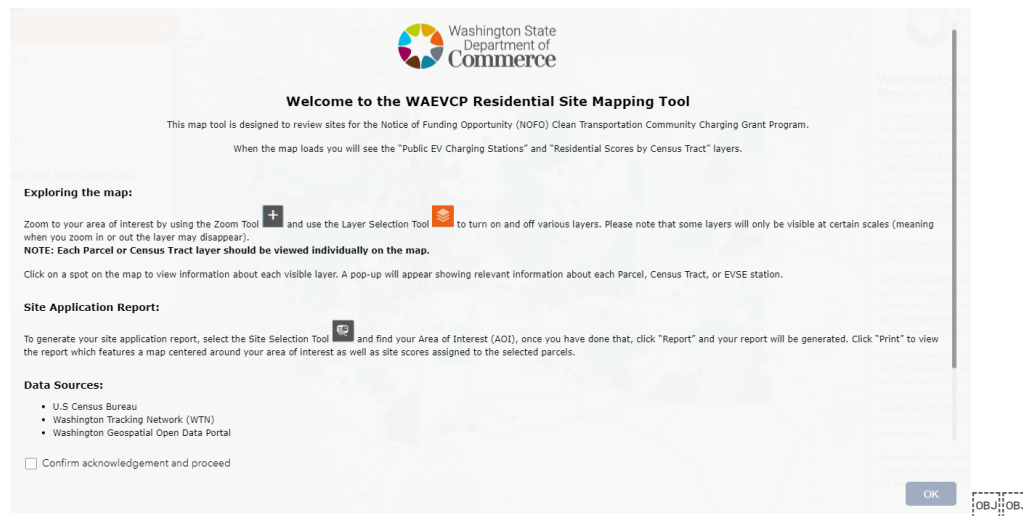 Washington State
Department of
Commerce
Welcome to the WAEVCP Residential Site Mapping Tool
This map tool is designed to review sites for the Notice of Funding Opportunity (NOFO) Clean Transportation Community Charging Grant Program.
When the map loads you will see the "Public EV Charging Stations" and "Residential Scores by Census Tract" layers.
Exploring the map:
Zoom to your area of interest by using the Zoom Tool and use the Layer Selection Tool to turn on and off various layers. Please note that some layers will only be visible at certain scales (meaning
when you zoom in or out the layer may disappear).
NOTE: Each Parcel or Census Tract layer should be viewed individually on the map.
Click on a spot on the map to view information about each visible layer. A pop-up will appear showing relevant information about each Parcel, Census Tract, or EVSE station.
Site Application Report:
To generate your site application report, select the Site Selection Tool and find your Area of Interest (AOI), once you have done that, click "Report" and your report will be generated. Click "Print" to view
the report which features a map centered around your area of interest as well as site scores assigned to the selected parcels.
Data Sources:
• U.S Census Bureau
• Washington Tracking Network (WTN)
• Washington Geospatial Open Data Portal
Confirm acknowledgement and proceed
OK
OBJ OBJ